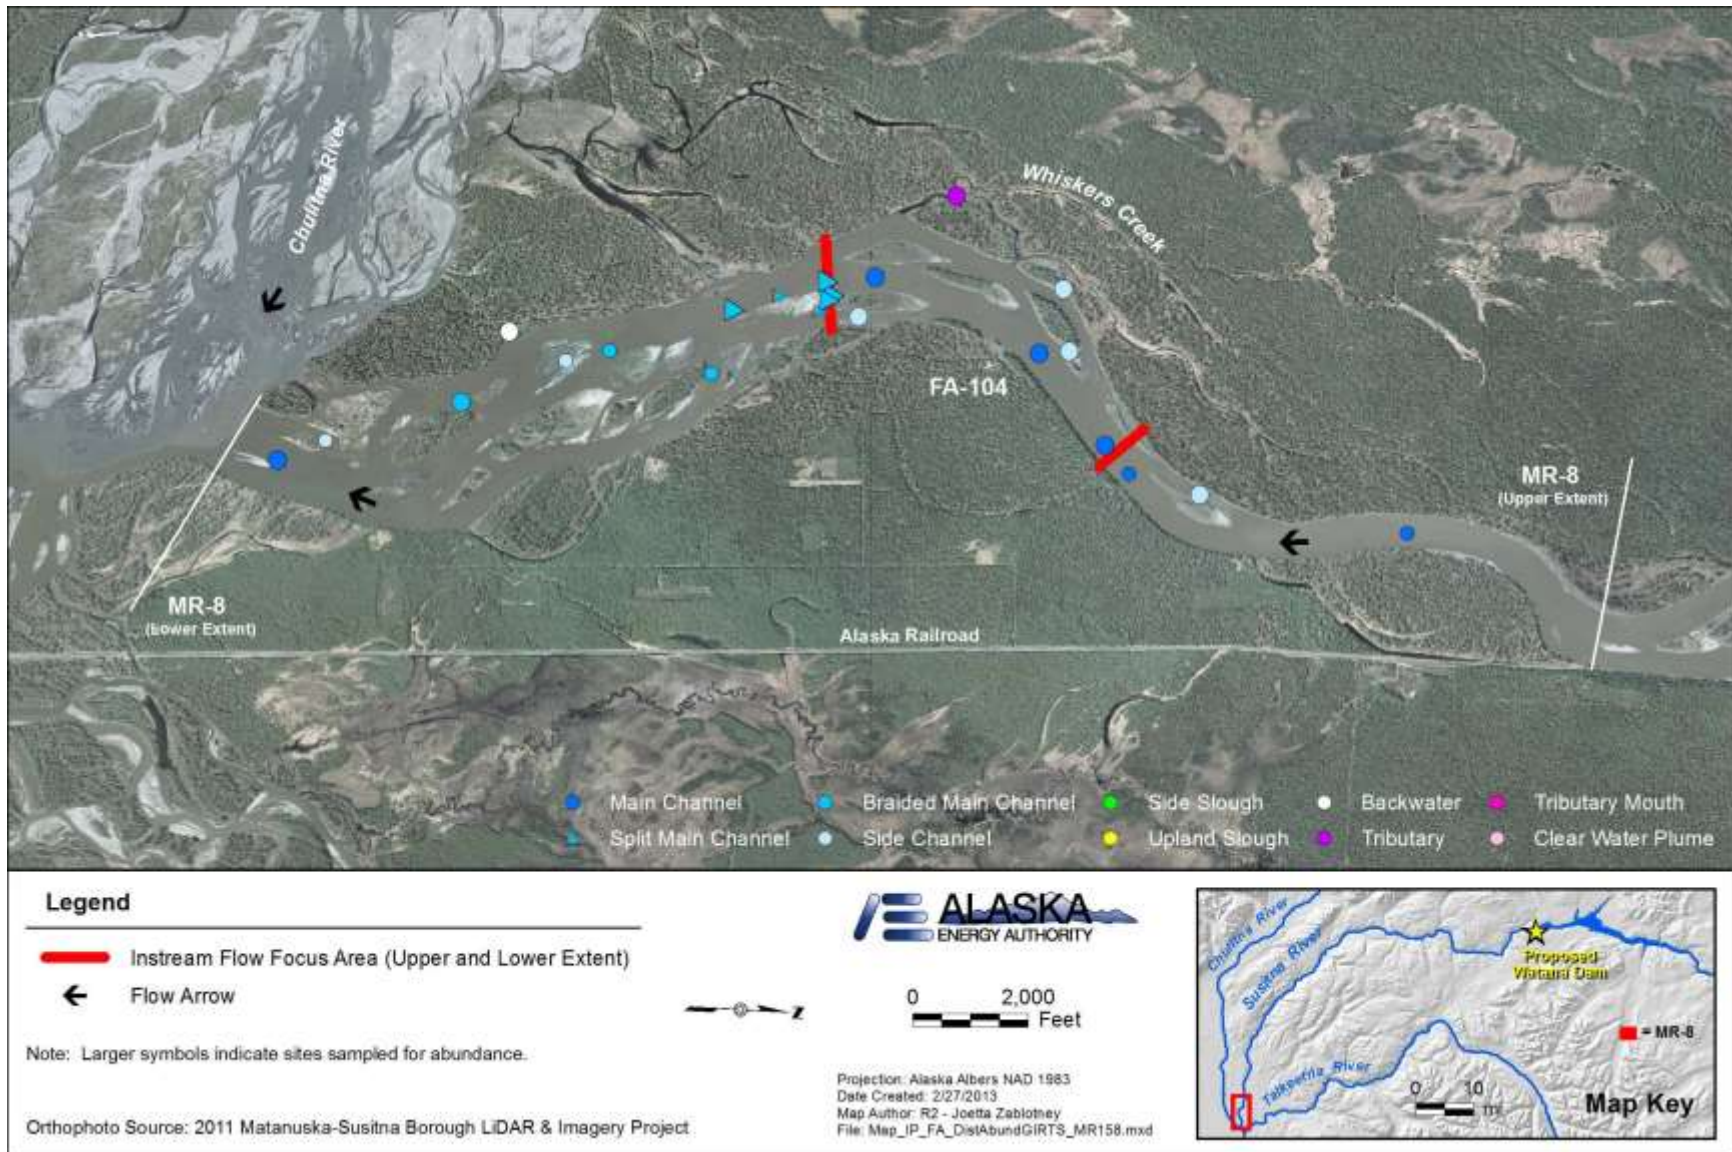 Chulitna River
Whiskers Creek
FA-104
MR-8
(Upper Extent)
MR-8
(Lower Extent)
Alaska Railroad
Main Channel
Braided Main Channel
Side Slough
Backwater
Tributary Mouth
Split Main Channel
Side Channel
Upland Slough
Tributary
Clear Water Plume
Legend
Instream Flow Focus Area (Upper and Lower Extent)
Flow Arrow
Note: Larger symbols indicate sites sampled for abundance.
Orthophoto Source: 2011 Matanuska-Susitna Borough LiDAR & Imagery Project
ALASKA
ENERGY AUTHORITY
N
0 2,000
Feet
Projection: Alaska Albers NAD 1983
Date Created: 2/27/2013
Map Author: R2 - Joetta Zablotney
File: Map_IP_FA_DistAbundGIRTS_MR158.mxd
Chulitna River
Susitna River
Proposed
Watana Dam
= MR-8
Talkeetna River
0 10
mi
Map Key